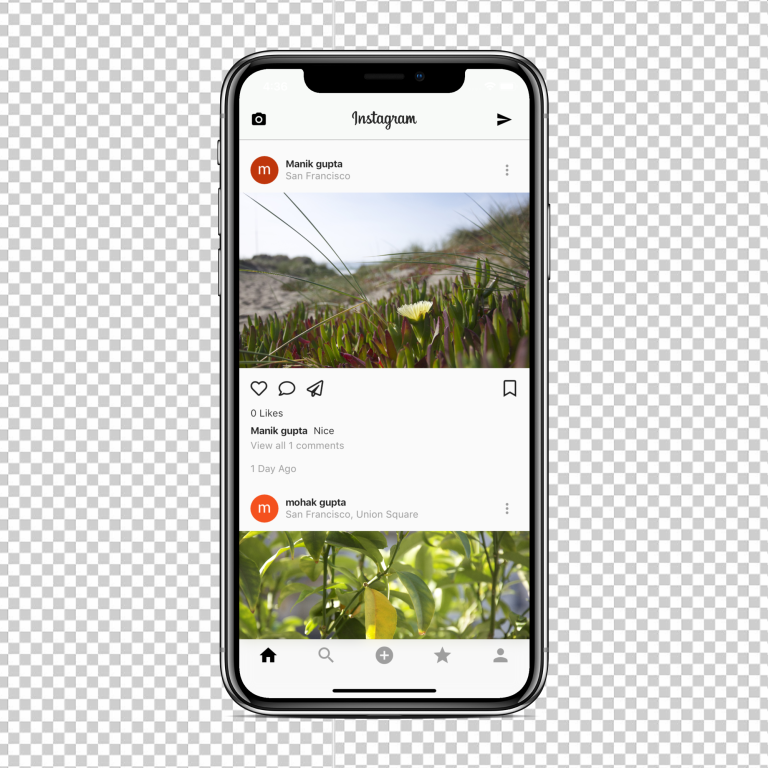 Instagram
m
Manik gupta
San Francisco
0 Likes
Manik gupta Nice
View all 1 comments
1 Day Ago
m
mohak gupta
San Francisco, Union Square